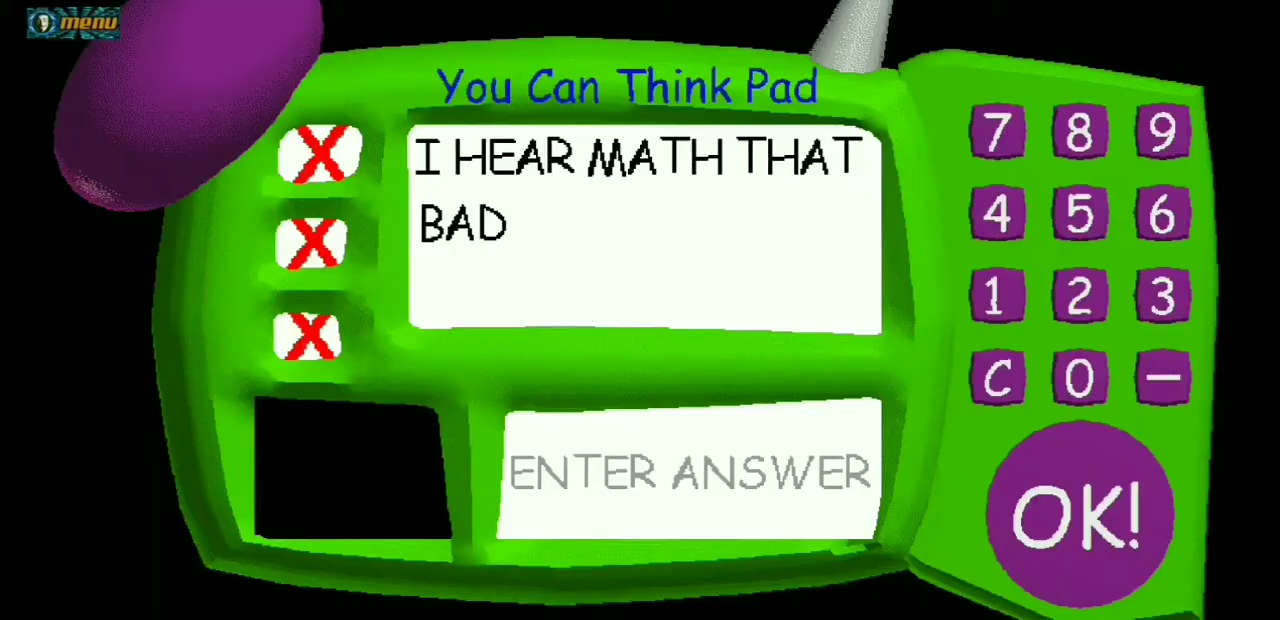 menu
You Can Think Pad
I HEAR MATH THAT
BAD
7 8 9
4 5 6
1 2 3
C 0 —
ENTER ANSWER
OK!
X
X
X